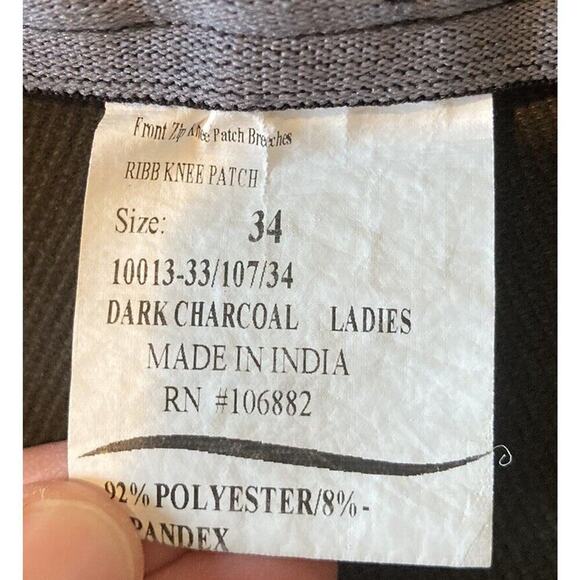 Front Zip Knee Patch Breeches
RIBB KNEE PATCH
Size: 34
10013-33/107/34
DARK CHARCOAL LADIES
MADE IN INDIA
RN #106882
92% POLYESTER/8%-
PANDEX